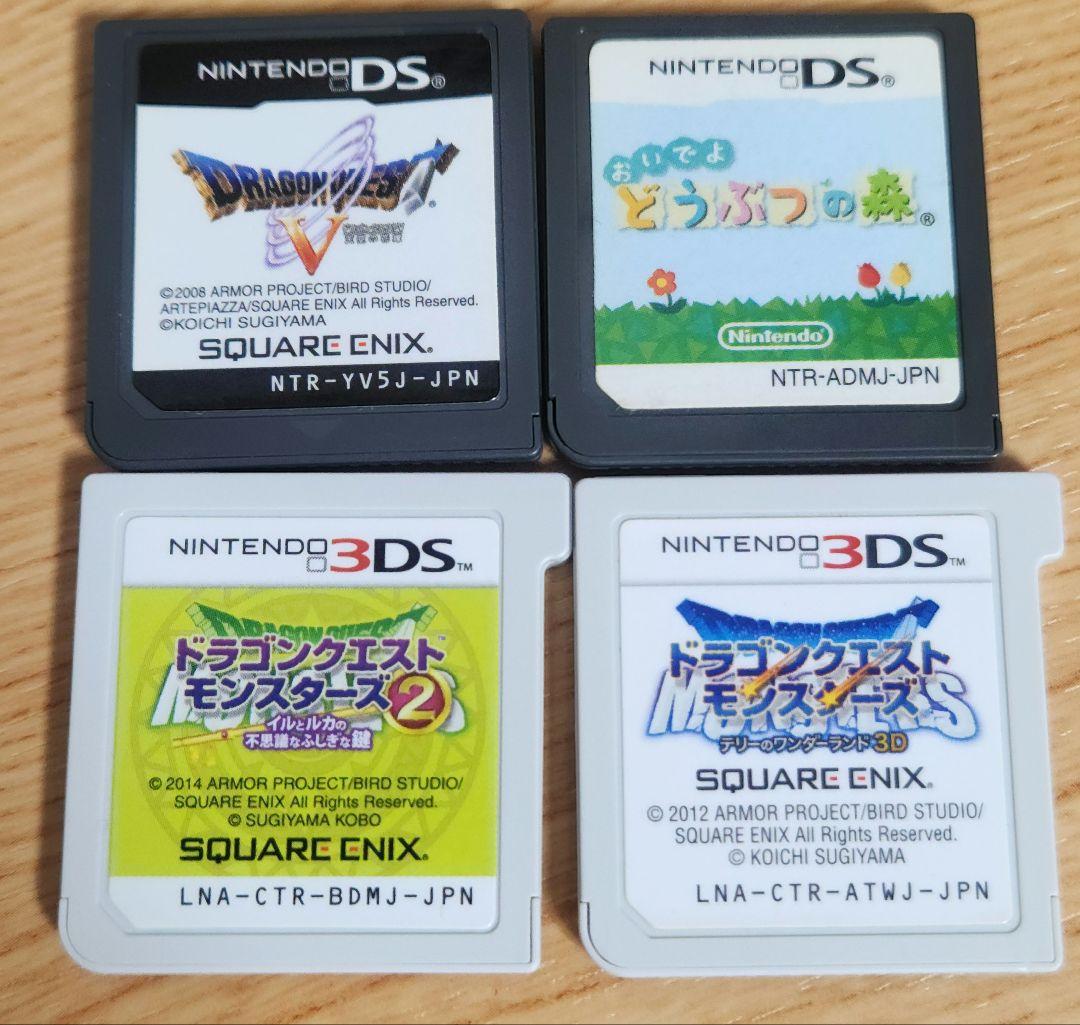 NINTENDO DS®
DRAGON QUEST®
V
©2008 ARMOR PROJECT/BIRD STUDIO/
ARTEPIAZZA/SQUARE ENIX All Rights Reserved.
©KOICHI SUGIYAMA
SQUARE ENIX®
NTR-YV5J-JPN
NINTENDO DS®
おいでよ
どうぶつの森®
Nintendo®
NTR-ADMJ-JPN
NINTENDO 3DS™
DRAGON QUEST™
ドラゴンクエスト
モンスターズ2
イルとルカの
不思議なふしぎな鍵
© 2014 ARMOR PROJECT/BIRD STUDIO/
SQUARE ENIX All Rights Reserved.
© SUGIYAMA KOBO
SQUARE ENIX®
LNA-CTR-BDMJ-JPN
NINTENDO 3DS™
ドラゴンクエスト
モンスターズ
テリーのワンダーランド3D
SQUARE ENIX®
© 2012 ARMOR PROJECT/BIRD STUDIO/
SQUARE ENIX All Rights Reserved.
© KOICHI SUGIYAMA
LNA-CTR-ATWJ-JPN